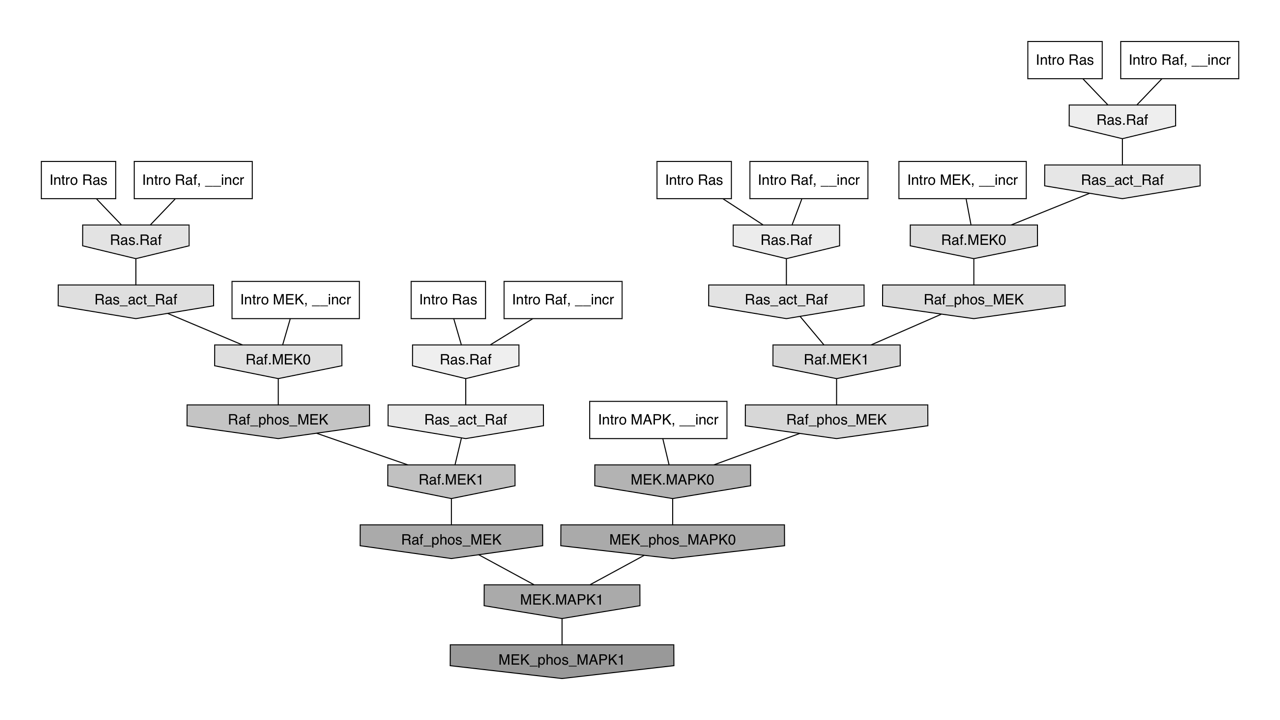 Intro Ras
Intro Raf, __incr
Ras.Raf
Intro Ras
Intro Raf, __incr
Intro Ras
Intro Raf, __incr
Intro MEK, __incr
Ras_act_Raf
Ras.Raf
Ras.Raf
Raf.MEK0
Ras_act_Raf
Intro MEK, __incr
Intro Ras
Intro Raf, __incr
Ras_act_Raf
Raf_phos_MEK
Raf.MEK0
Ras.Raf
Raf.MEK1
Raf_phos_MEK
Ras_act_Raf
Intro MAPK, __incr
Raf_phos_MEK
Raf.MEK1
MEK.MAPK0
Raf_phos_MEK
MEK_phos_MAPK0
MEK.MAPK1
MEK_phos_MAPK1